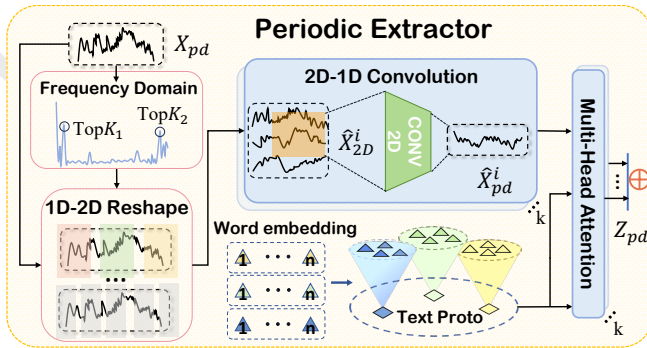 Periodic Extractor
X_pd
Frequency Domain
TopK_1
TopK_2
1D-2D Reshape
...
2D-1D Convolution
X̂^i_2D
CONV
2D
X̂^i_pd
k
Word embedding
1 ... n
1 ... n
1 ... n
Text Proto
Multi-Head Attention
...
Z_pd
k